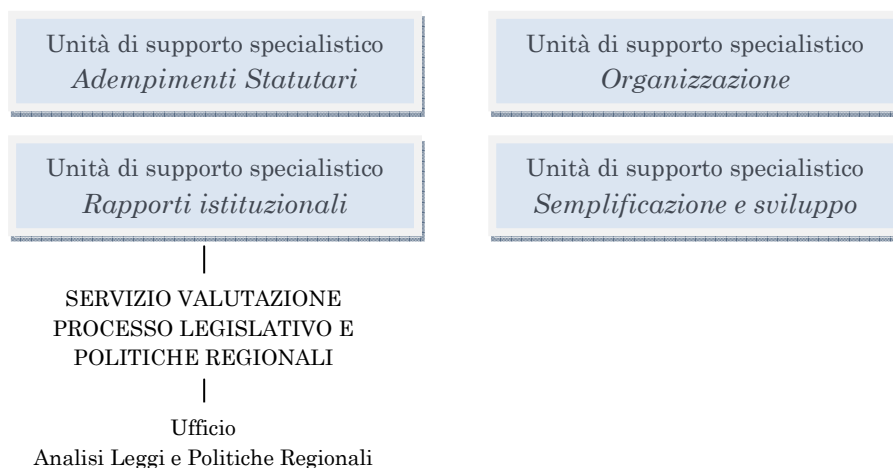 Unità di supporto specialistico
Adempimenti Statutari
Unità di supporto specialistico
Organizzazione
Unità di supporto specialistico
Rapporti istituzionali
Unità di supporto specialistico
Semplificazione e sviluppo
SERVIZIO VALUTAZIONE
PROCESSO LEGISLATIVO E
POLITICHE REGIONALI
Ufficio
Analisi Leggi e Politiche Regionali